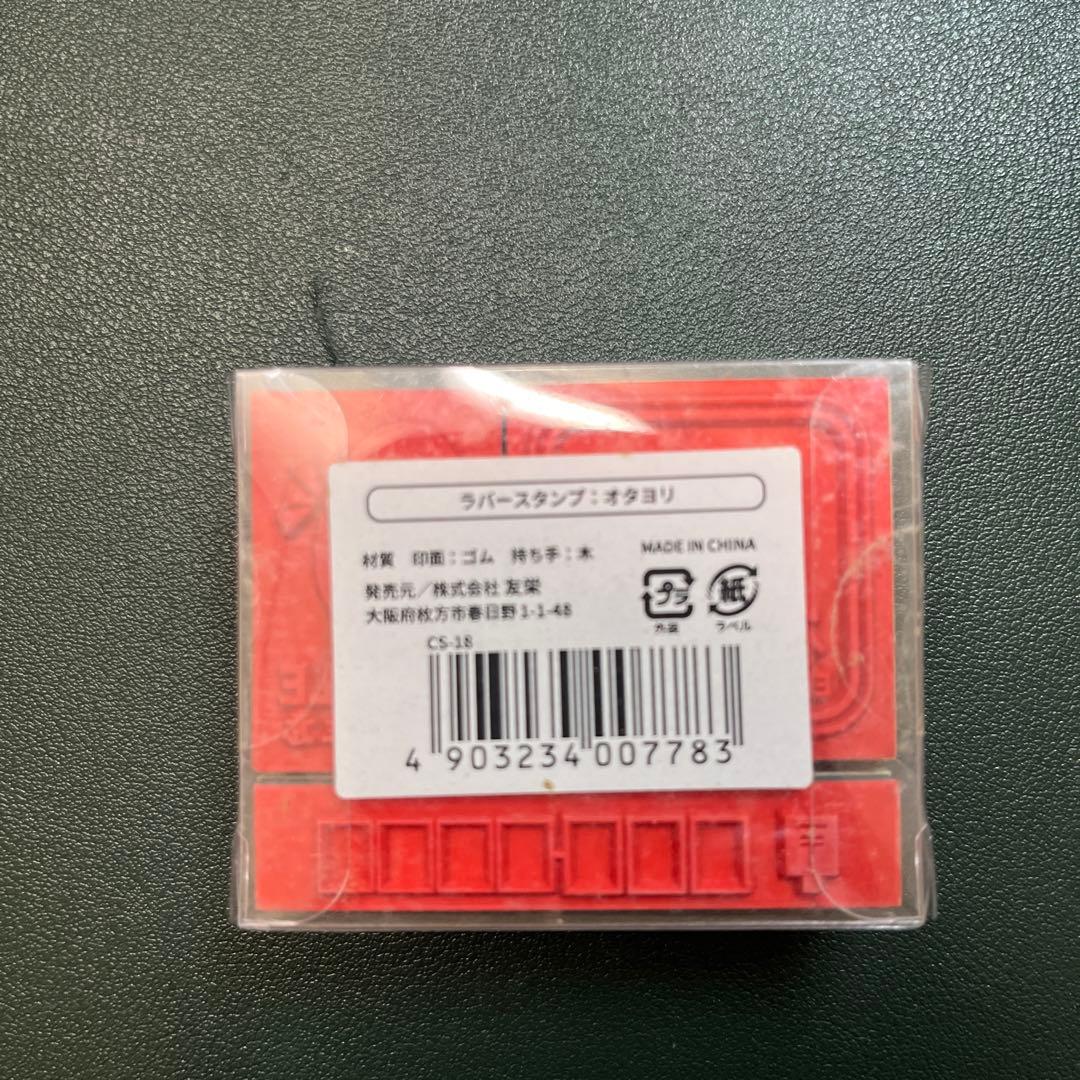 ラバースタンプ：オタヨリ
材質 印面：ゴム 持ち手：木
MADE IN CHINA
発売元／株式会社 友栄
大阪府枚方市春日野1-1-48
プラ
外装
紙
ラベル
CS-18
4 903234 007783